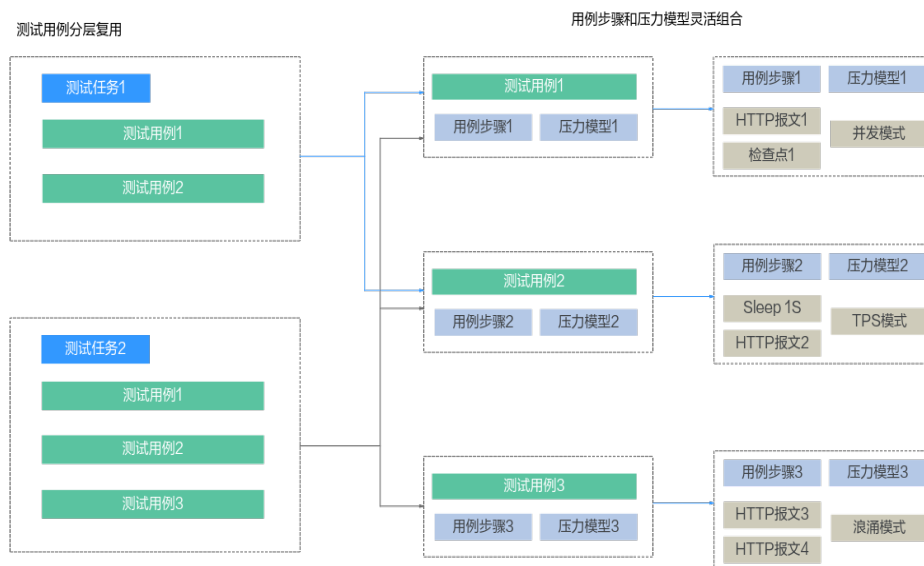 测试用例分层复用
测试任务1
测试用例1
测试用例2
测试任务2
测试用例1
测试用例2
测试用例3
用例步骤和压力模型灵活组合
测试用例1
用例步骤1 压力模型1
测试用例2
用例步骤2 压力模型2
测试用例3
用例步骤3 压力模型3
用例步骤1 压力模型1
HTTP报文1
并发模式
检查点1
用例步骤2 压力模型2
Sleep 1S
TPS模式
HTTP报文2
用例步骤3 压力模型3
HTTP报文3
浪涌模式
HTTP报文4